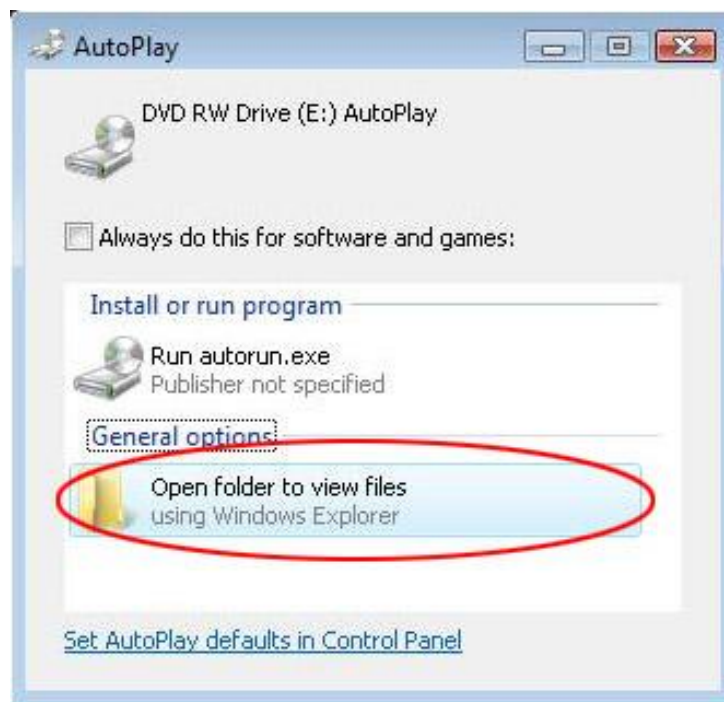 AutoPlay
DVD RW Drive (E:) AutoPlay
Always do this for software and games:
Install or run program
Run autorun.exe
Publisher not specified
General options
Open folder to view files
using Windows Explorer
Set AutoPlay defaults in Control Panel